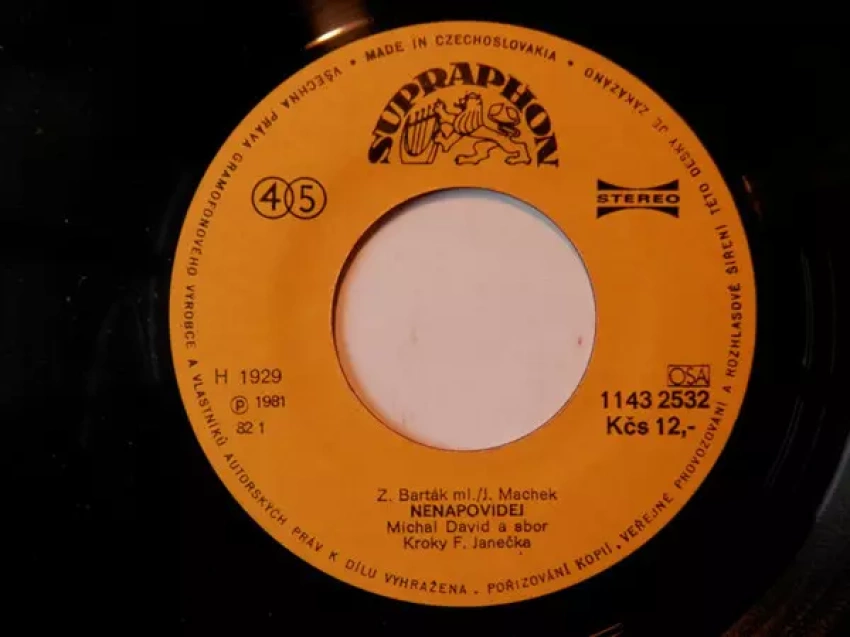 VŠECHNA PRÁVA GRAMOFONOVÉHO VÝROBCE A VLASTNÍKŮ AUTORSKÝCH PRÁV K DÍLU VYHRAŽENA. POŘIZOVÁNÍ KOPIÍ, VEŘEJNÉ PROVOZOVÁNÍ A ROZHLASOVÉ ŠÍŘENÍ TÉTO DESKY JE ZAKÁZÁNO • MADE IN CZECHOSLOVAKIA •
SUPRAPHON
45
STEREO
H 1929
Ⓟ 1981
82 1
OSA
1143 2532
Kčs 12,-
Z. Barták ml./J. Machek
NENAPOVIDEJ
Michal David a sbor
Kroky F. Janečka